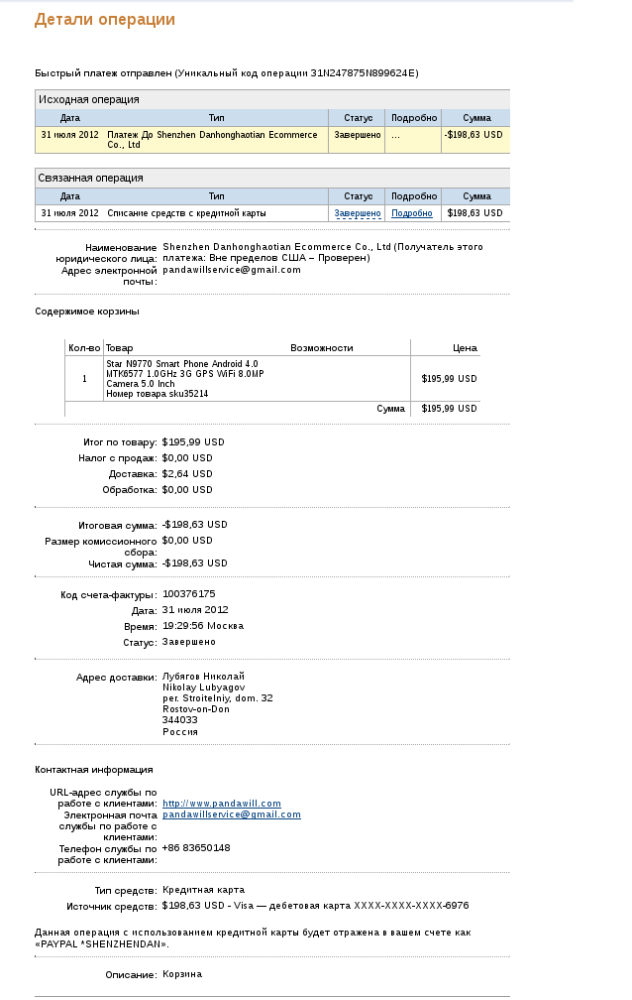 Детали операции
Быстрый платеж отправлен (Уникальный код операции 31N247875N899624E)
Исходная операция
Дата Тип Статус Подробно Сумма
31 июля 2012 Платеж До Shenzhen Danhonghaotian Ecommerce Co., Ltd Завершено ... -$198,63 USD
Связанная операция
Дата Тип Статус Подробно Сумма
31 июля 2012 Списание средств с кредитной карты Завершено Подробно $198,63 USD
Наименование юридического лица: Shenzhen Danhonghaotian Ecommerce Co., Ltd (Получатель этого платежа: Вне пределов США – Проверен)
Адрес электронной почты: pandawillservice@gmail.com
Содержимое корзины
Кол-во Товар Возможности Цена
1 Star N9770 Smart Phone Android 4.0
MTK6577 1.0GHz 3G GPS WiFi 8.0MP
Camera 5.0 Inch
Номер товара sku35214
$195,99 USD
Сумма $195,99 USD
Итог по товару: $195,99 USD
Налог с продаж: $0,00 USD
Доставка: $2,64 USD
Обработка: $0,00 USD
Итоговая сумма: -$198,63 USD
Размер комиссионного сбора: $0,00 USD
Чистая сумма: -$198,63 USD
Код счета-фактуры: 100376175
Дата: 31 июля 2012
Время: 19:29:56 Москва
Статус: Завершено
Адрес доставки: Лубягов Николай
Nikolay Lubyagov
per. Stroitelniy, dom. 32
Rostov-on-Don
344033
Россия
Контактная информация
URL-адрес службы по работе с клиентами: http://www.pandawill.com
Электронная почта службы по работе с клиентами: pandawillservice@gmail.com
Телефон службы по работе с клиентами: +86 83650148
Тип средств: Кредитная карта
Источник средств: $198,63 USD - Visa — дебетовая карта XXXX-XXXX-XXXX-6976
Данная операция с использованием кредитной карты будет отражена в вашем счете как
«PAYPAL *SHENZHENDAN».
Описание: Корзина